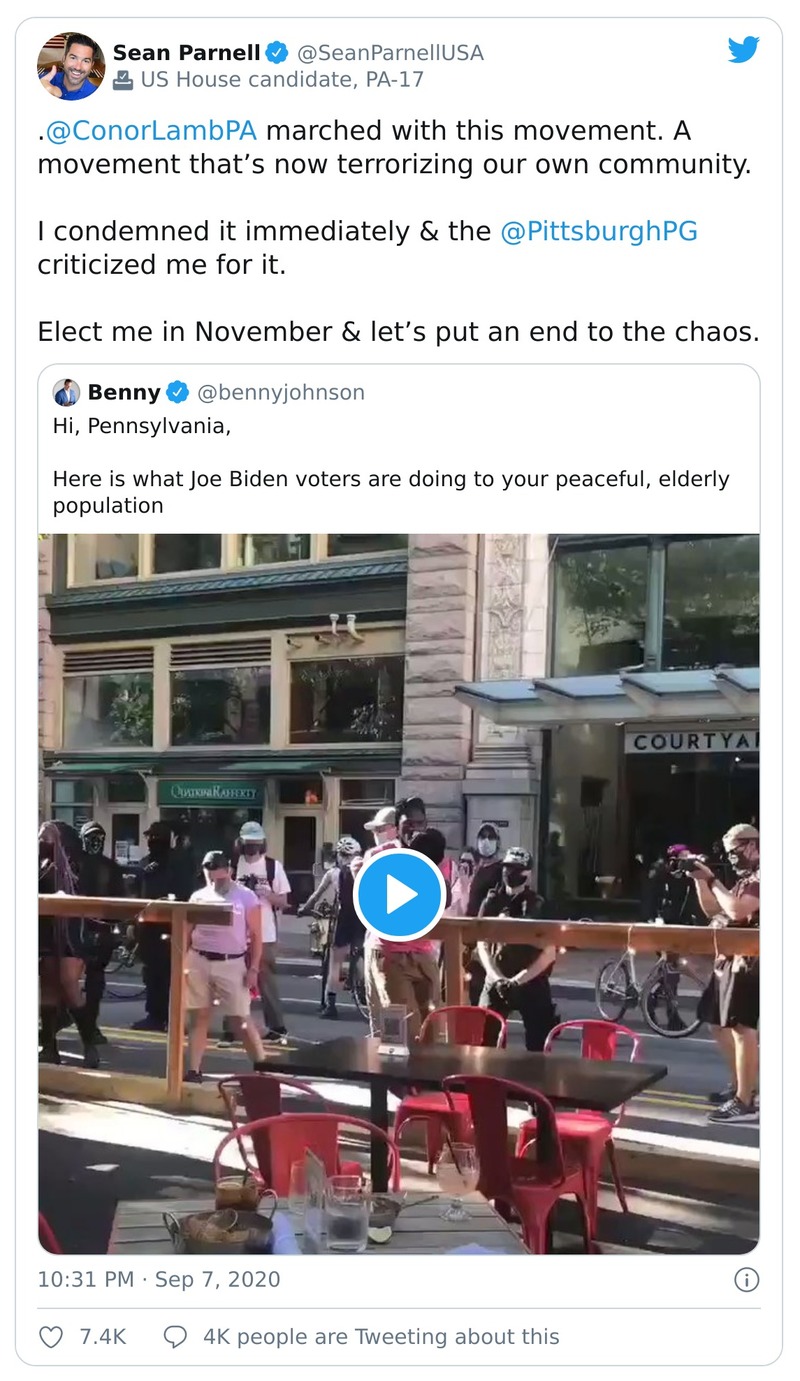 Sean Parnell @SeanParnellUSA
US House candidate, PA-17
.@ConorLambPA marched with this movement. A
movement that’s now terrorizing our own community.
I condemned it immediately & the @PittsburghPG
criticized me for it.
Elect me in November & let’s put an end to the chaos.
Benny @bennyjohnson
Hi, Pennsylvania,
Here is what Joe Biden voters are doing to your peaceful, elderly
population
COURTYA
QUATRINI RAFFERTY
10:31 PM · Sep 7, 2020
7.4K 4K people are Tweeting about this